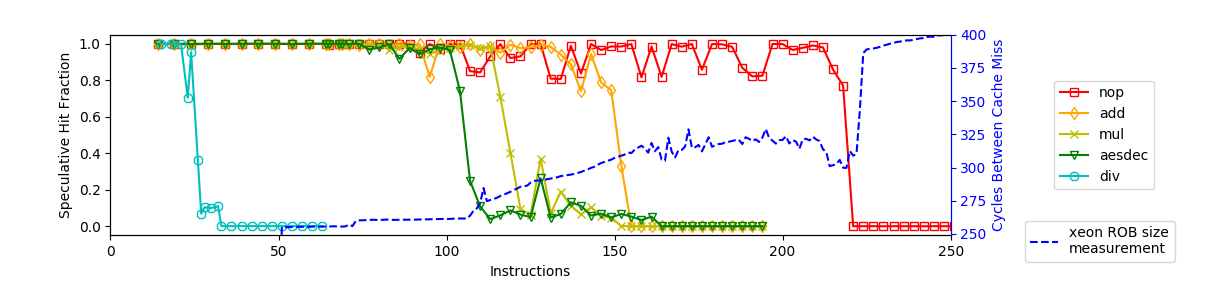 1.0
0.8
0.6
0.4
0.2
0.0
Speculative Hit Fraction
0
50
100
150
200
250
Instructions
400
375
350
325
300
275
250
Cycles Between Cache Miss
nop
add
mul
aesdec
div
xeon ROB size
measurement